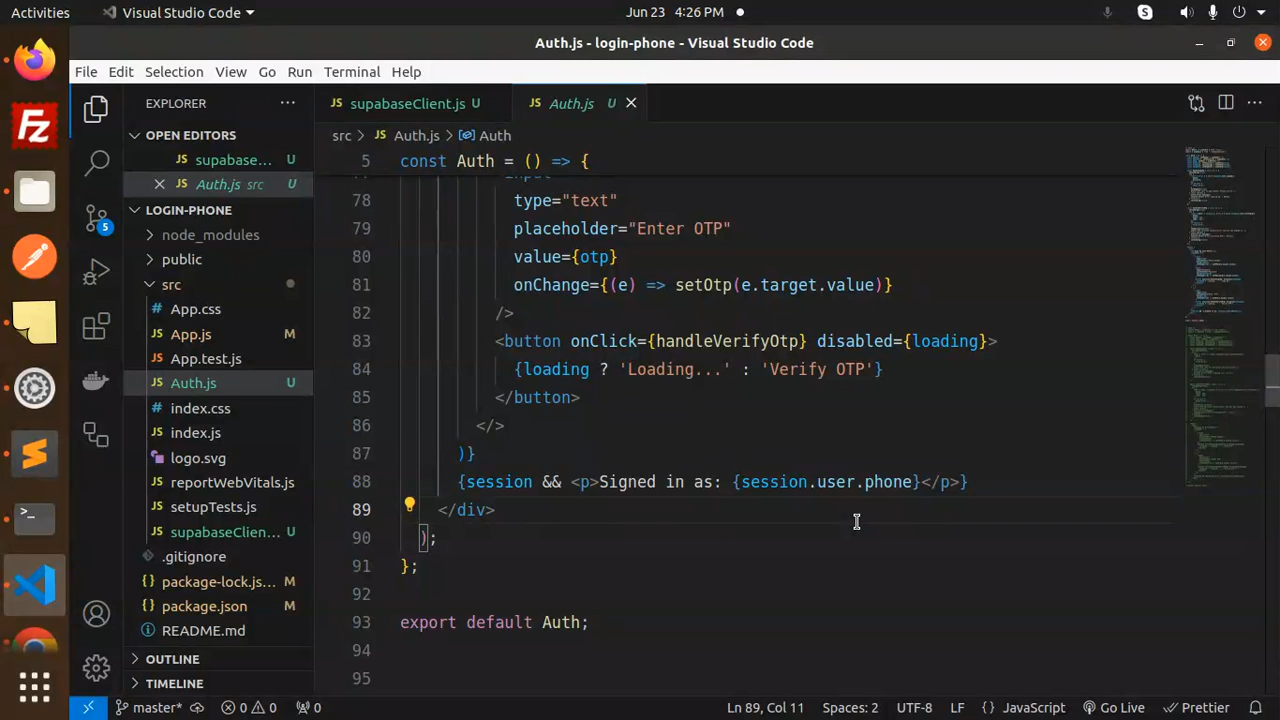 Activities
Visual Studio Code
Jun 23 4:26 PM
Auth.js - login-phone - Visual Studio Code
File Edit Selection View Go Run Terminal Help
EXPLORER
supabaseClient.js U
Auth.js U
OPEN EDITORS
src > Auth.js > Auth
supabase... U
5 const Auth = () => {
Auth.js src U
78 type="text"
LOGIN-PHONE
79 placeholder="Enter OTP"
node_modules
80 value={otp}
public
81 onChange={(e) => setOtp(e.target.value)}
src
82 />
App.css
83 <button onClick={handleVerifyOtp} disabled={loading}>
App.js M
App.test.js
84 {loading ? 'Loading...' : 'Verify OTP'}
Auth.js U
85 </button>
index.css
86 </>
index.js
87 )}
logo.svg
88 {session && <p>Signed in as: {session.user.phone}</p>}
reportWebVitals.js
89 </div>
setupTests.js
supabaseClien... U
90 );
.gitignore
91 };
package-lock.js... M
92
package.json M
93 export default Auth;
README.md
94
OUTLINE
95
TIMELINE
5
master*
0 0
0
Ln 89, Col 11
Spaces: 2
UTF-8
LF
{} JavaScript
Go Live
Prettier